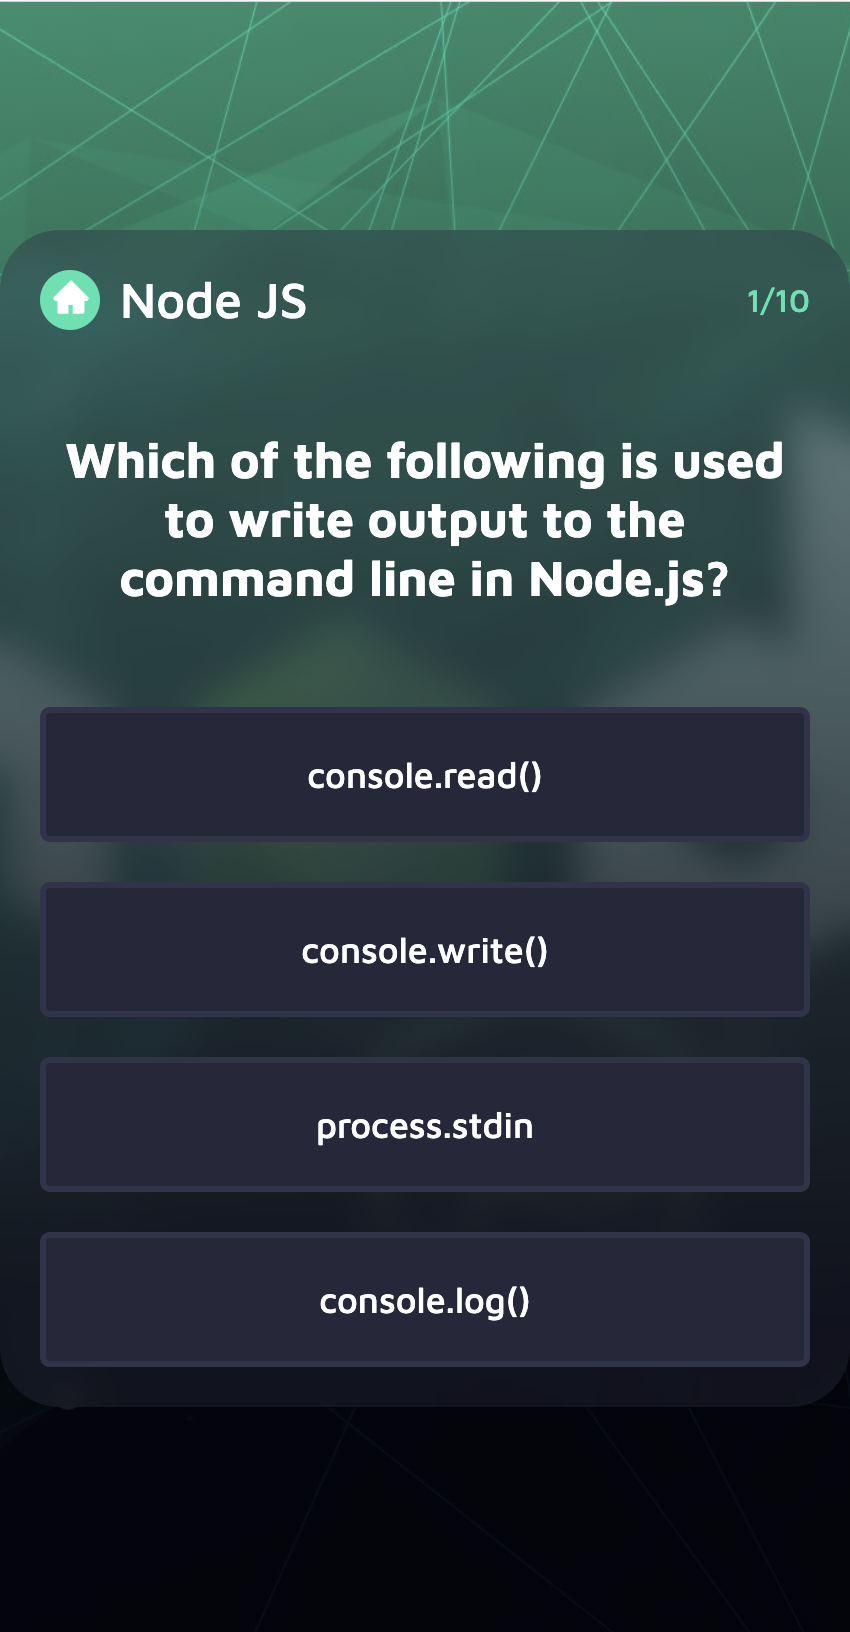 Node JS
1/10
Which of the following is used
to write output to the
command line in Node.js?
console.read()
console.write()
process.stdin
console.log()